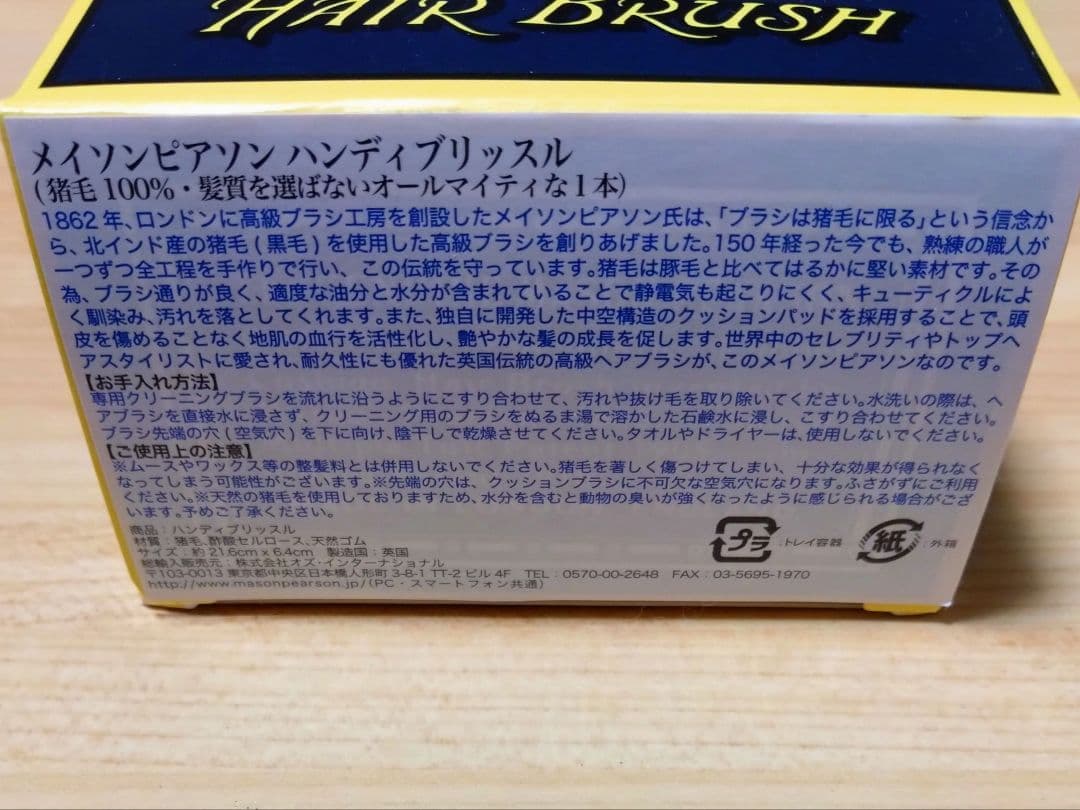 HAIR BRUSH
メイソンピアソン ハンディブリッスル
(猪毛 100%・髪質を選ばないオールマイティな1本)
1862 年、ロンドンに高級ブラシ工房を創設したメイソンピアソン氏は、「ブラシは猪毛に限る」という信念か
ら、北インド産の猪毛(黒毛)を使用した高級ブラシを創りあげました。150 年経った今でも、熟練の職人が
一つずつ全工程を手作りで行い、この伝統を守っています。猪毛は豚毛と比べてはるかに堅い素材です。その
為、ブラシ通りが良く、適度な油分と水分が含まれていることで静電気も起こりにくく、キューティクルによ
く馴染み、汚れを落としてくれます。また、独自に開発した中空構造のクッションパッドを採用することで、頭
皮を傷めることなく地肌の血行を活性化し、艶やかな髪の成長を促します。世界中のセレブリティやトップヘ
アスタイリストに愛され、耐久性にも優れた英国伝統の高級ヘアブラシが、このメイソンピアソンなのです。
【お手入れ方法】
専用クリーニングブラシを流れに沿うようにこすり合わせて、汚れや抜け毛を取り除いてください。水洗いの際は、ヘ
アブラシを直接水に浸さず、クリーニング用のブラシをぬるま湯で溶かした石鹸水に浸し、こすり合わせてください。
ブラシ先端の穴(空気穴)を下に向け、陰干しで乾燥させてください。タオルやドライヤーは、使用しないでください。
【ご使用上の注意】
※ムースやワックス等の整髪料とは併用しないでください。猪毛を著しく傷つけてしまい、十分な効果が得られなく
なってしまう可能性がございます。※先端の穴は、クッションブラシに不可欠な空気穴になります。ふさがずにご利用
ください。※天然の猪毛を使用しておりますため、水分を含むと動物の臭いが強くなったように感じられる場合がござ
います。予めご了承ください。
商品:ハンディブリッスル
材質:猪毛、酢酸セルロース、天然ゴム
サイズ:約 21.6cm x 6.4cm 製造国:英国
総輸入販売元:株式会社オズ・インターナショナル
〒103-0013 東京都中央区日本橋人形町 3-8-1 TT-2 ビル 4F TEL:0570-00-2648 FAX:03-5695-1970
http://www.masonpearson.jp/(PC・スマートフォン共通)
プラ :トレイ容器 紙 :外箱